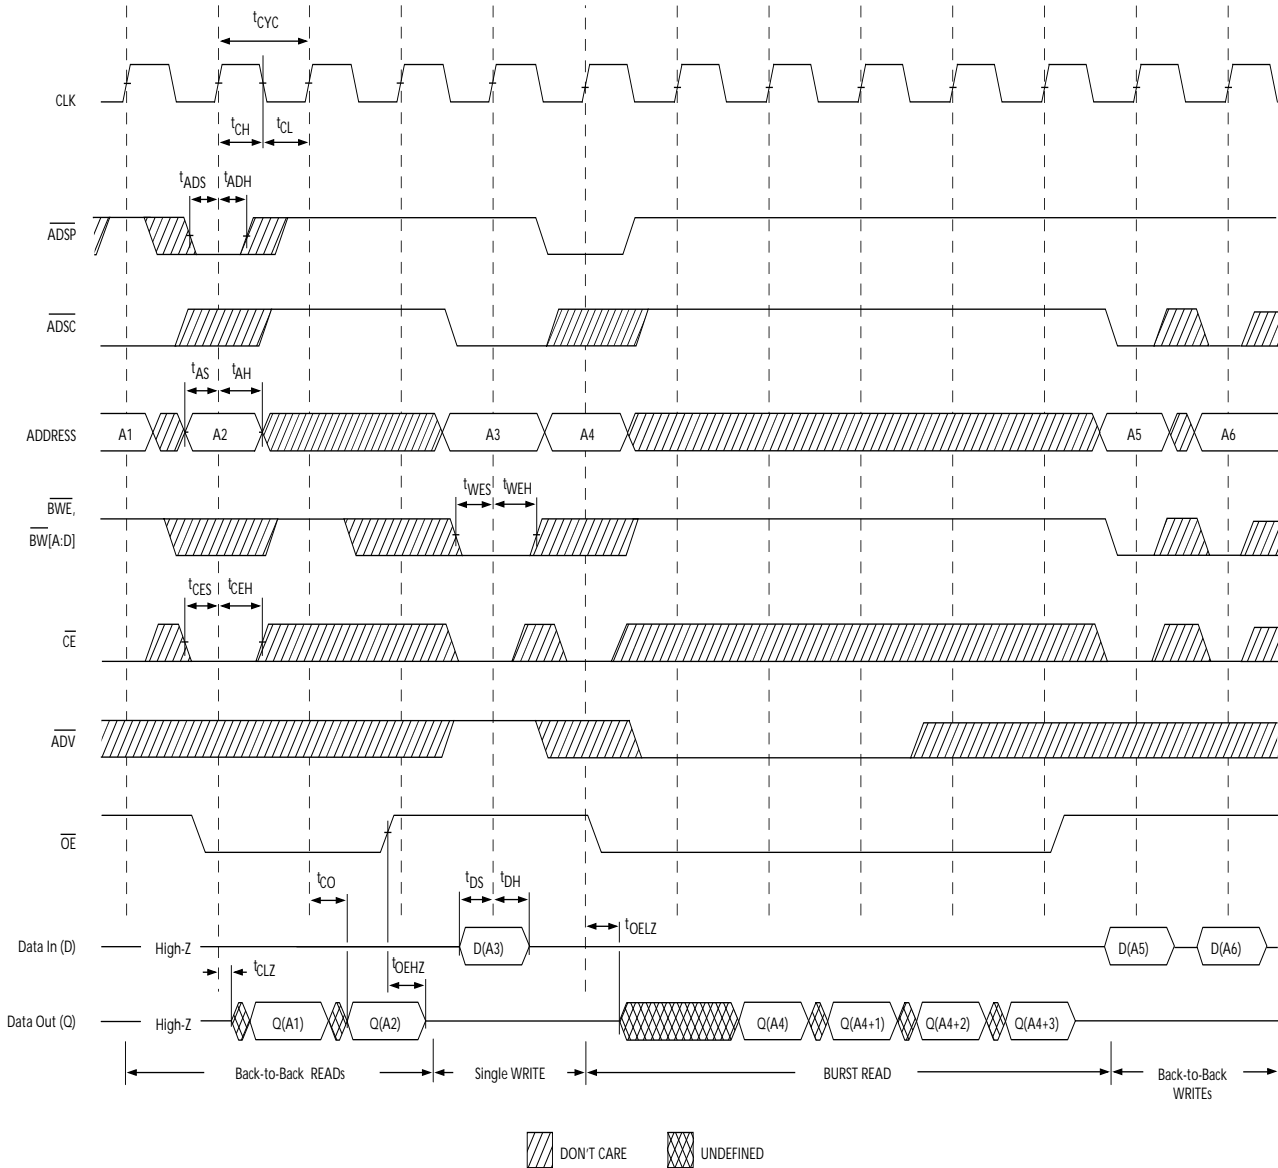 tCYC
CLK
tCH tCL
tADS tADH
ADSP
ADSC
tAS tAH
ADDRESS A1 A2 A3 A4 A5 A6
tWES tWEH
BWE,
BW[A:D]
tCES tCEH
CE
ADV
OE
tCO tDS tDH
tOELZ
Data In (D) High-Z D(A3) D(A5) D(A6)
tCLZ tOEHZ
Data Out (Q) High-Z Q(A1) Q(A2) Q(A4) Q(A4+1) Q(A4+2) Q(A4+3)
Back-to-Back READs Single WRITE BURST READ Back-to-Back
WRITEs
DON'T CARE UNDEFINED